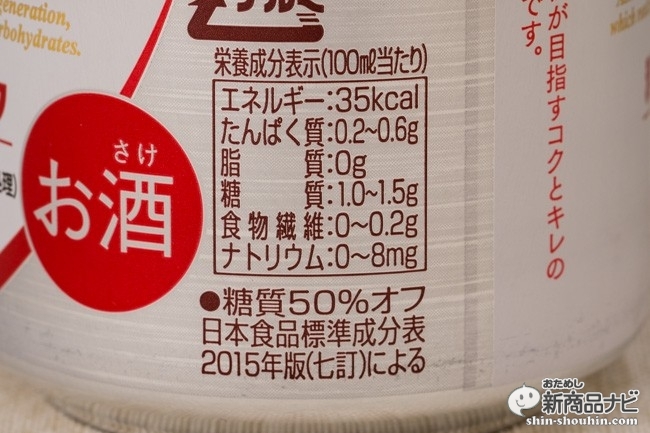 generation,
carbohydrates.
アルミ
栄養成分表示(100mℓ当たり)
エネルギー:35kcal
たんぱく質:0.2~0.6g
脂質:0g
糖質:1.0~1.5g
食物繊維:0~0.2g
ナトリウム:0~8mg
●糖質50%オフ
日本食品標準成分表
2015年版(七訂)による
さけ
お酒
が目指すコクとキレの
です。
おためし
新商品ナビ
shin-shouhin.com